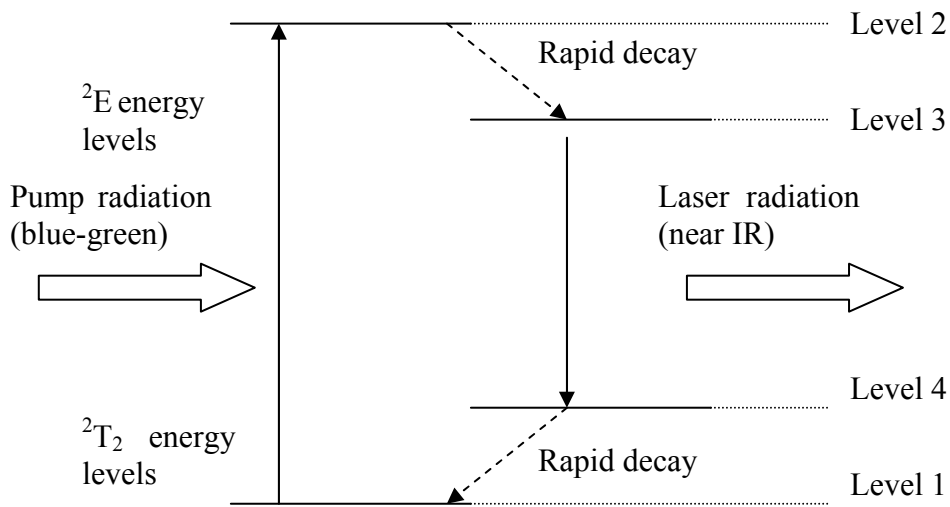 Level 2
Rapid decay
²E energy
levels
Level 3
Pump radiation
(blue-green)
Laser radiation
(near IR)
Level 4
²T₂ energy
levels
Rapid decay
Level 1